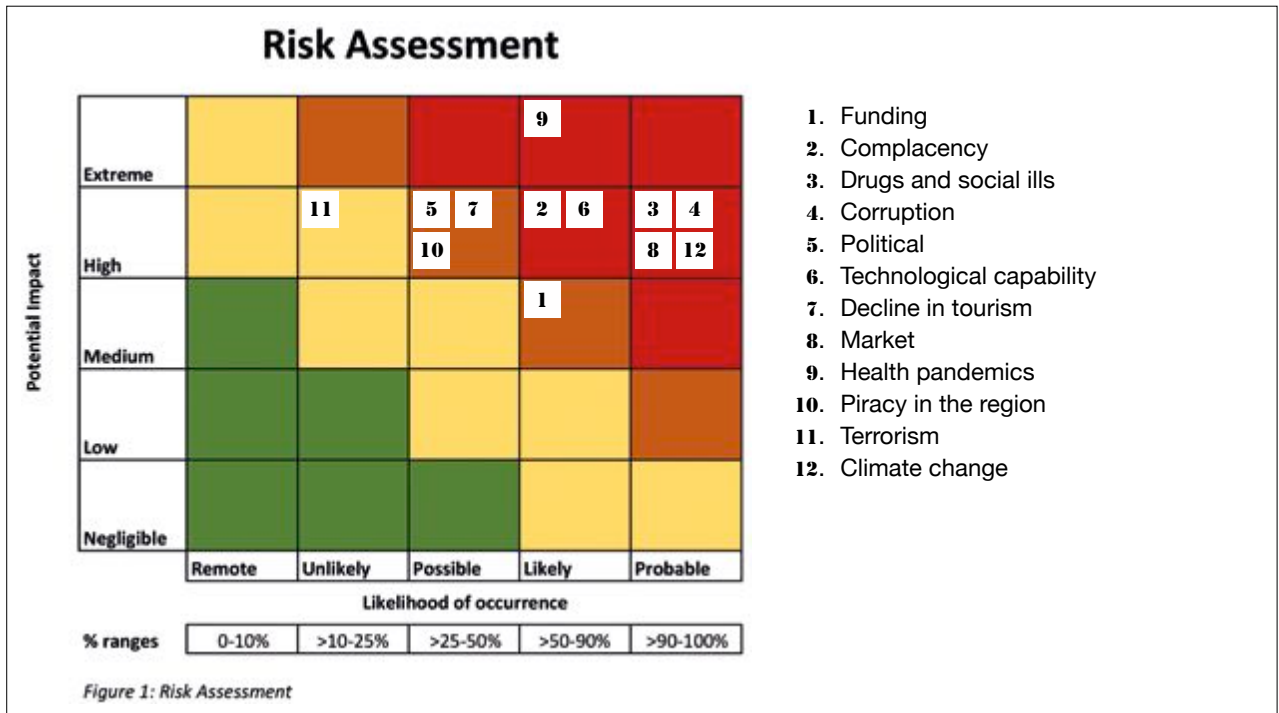 Risk Assessment
Potential Impact
Extreme
9
High
11
5 7
10
2 6
3 4
8 12
Medium
1
Low
Negligible
Remote Unlikely Possible Likely Probable
Likelihood of occurrence
% ranges 0-10% >10-25% >25-50% >50-90% >90-100%
Figure 1: Risk Assessment
1. Funding
2. Complacency
3. Drugs and social ills
4. Corruption
5. Political
6. Technological capability
7. Decline in tourism
8. Market
9. Health pandemics
10. Piracy in the region
11. Terrorism
12. Climate change